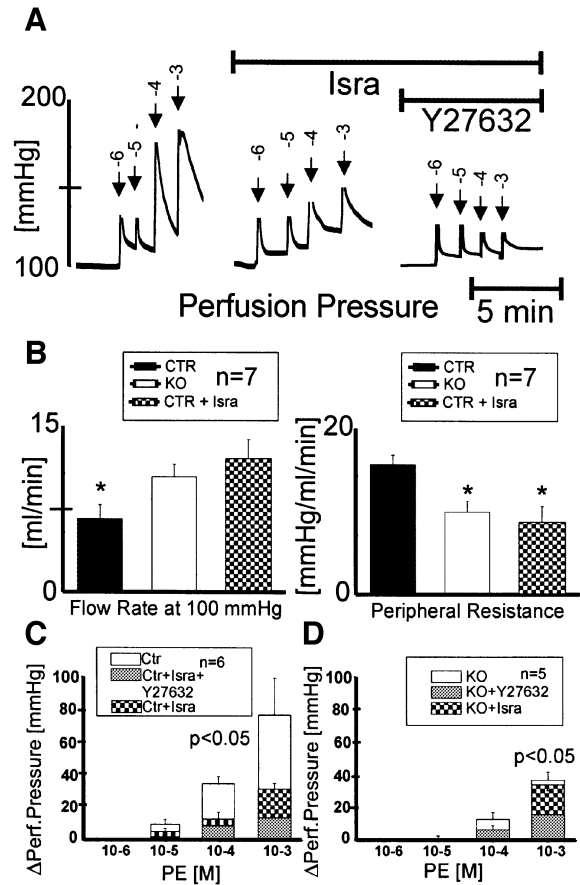 A
Isra
Y27632
200
[mmHg]
100
-6 -5 -4 -3
-6 -5 -4 -3
-6 -5 -4 -3
Perfusion Pressure
5 min
B
CTR
KO
CTR + Isra
n=7
15
[ml/min]
0
*
Flow Rate at 100 mmHg
CTR
KO
CTR + Isra
n=7
20
[mmHg/ml/min]
0
* *
Peripheral Resistance
C
Ctr
Ctr+Isra+
Y27632
Ctr+Isra
n=6
p<0.05
ΔPerf.Pressure [mmHg]
100
80
60
40
20
0
10-6 10-5 10-4 10-3
PE [M]
D
KO
KO+Y27632
KO+Isra
n=5
p<0.05
ΔPerf.Pressure [mmHg]
100
80
60
40
20
0
10-6 10-5 10-4 10-3
PE [M]